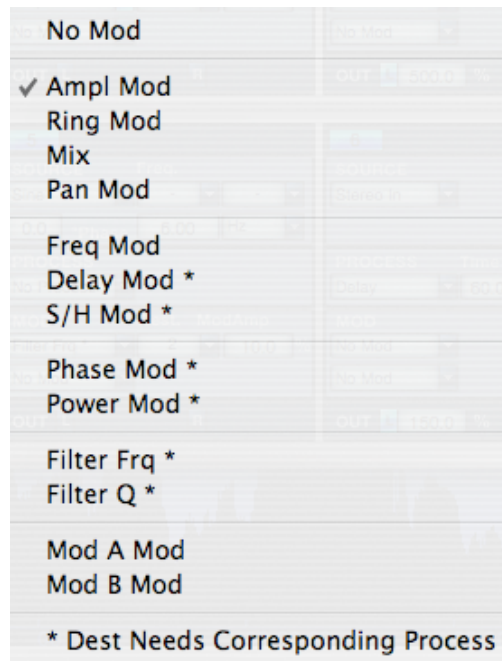 No Mod
✓ Ampl Mod
Ring Mod
Mix
Pan Mod
Freq Mod
Delay Mod *
S/H Mod *
Phase Mod *
Power Mod *
Filter Frq *
Filter Q *
Mod A Mod
Mod B Mod
* Dest Needs Corresponding Process